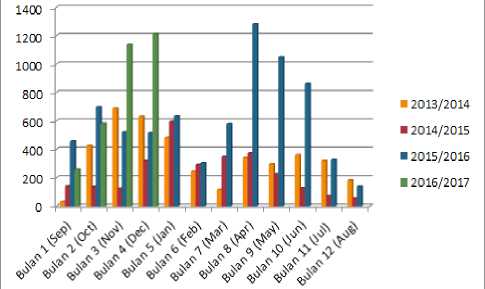 1400
1200
1000
800
600
400
200
0
Bulan 1 (Sep)
Bulan 2 (Oct)
Bulan 3 (Nov)
Bulan 4 (Dec)
Bulan 5 (Jan)
Bulan 6 (Feb)
Bulan 7 (Mar)
Bulan 8 (Apr)
Bulan 9 (May)
Bulan 10 (Jun)
Bulan 11 (Jul)
Bulan 12 (Aug)
2013/2014
2014/2015
2015/2016
2016/2017